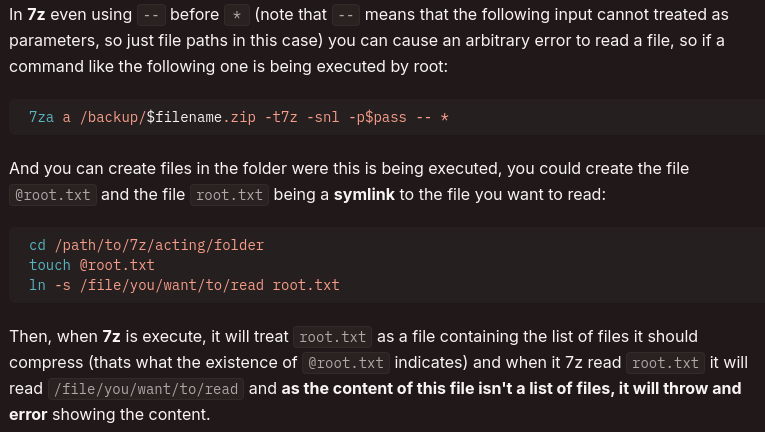 In 7z even using -- before * (note that -- means that the following input cannot treated as
parameters, so just file paths in this case) you can cause an arbitrary error to read a file, so if a
command like the following one is being executed by root:
7za a /backup/$filename.zip -t7z -snl -p$pass -- *
And you can create files in the folder were this is being executed, you could create the file
@root.txt and the file root.txt being a symlink to the file you want to read:
cd /path/to/7z/acting/folder
touch @root.txt
ln -s /file/you/want/to/read root.txt
Then, when 7z is execute, it will treat root.txt as a file containing the list of files it should
compress (thats what the existence of @root.txt indicates) and when it 7z read root.txt it will
read /file/you/want/to/read and as the content of this file isn't a list of files, it will throw and
error showing the content.